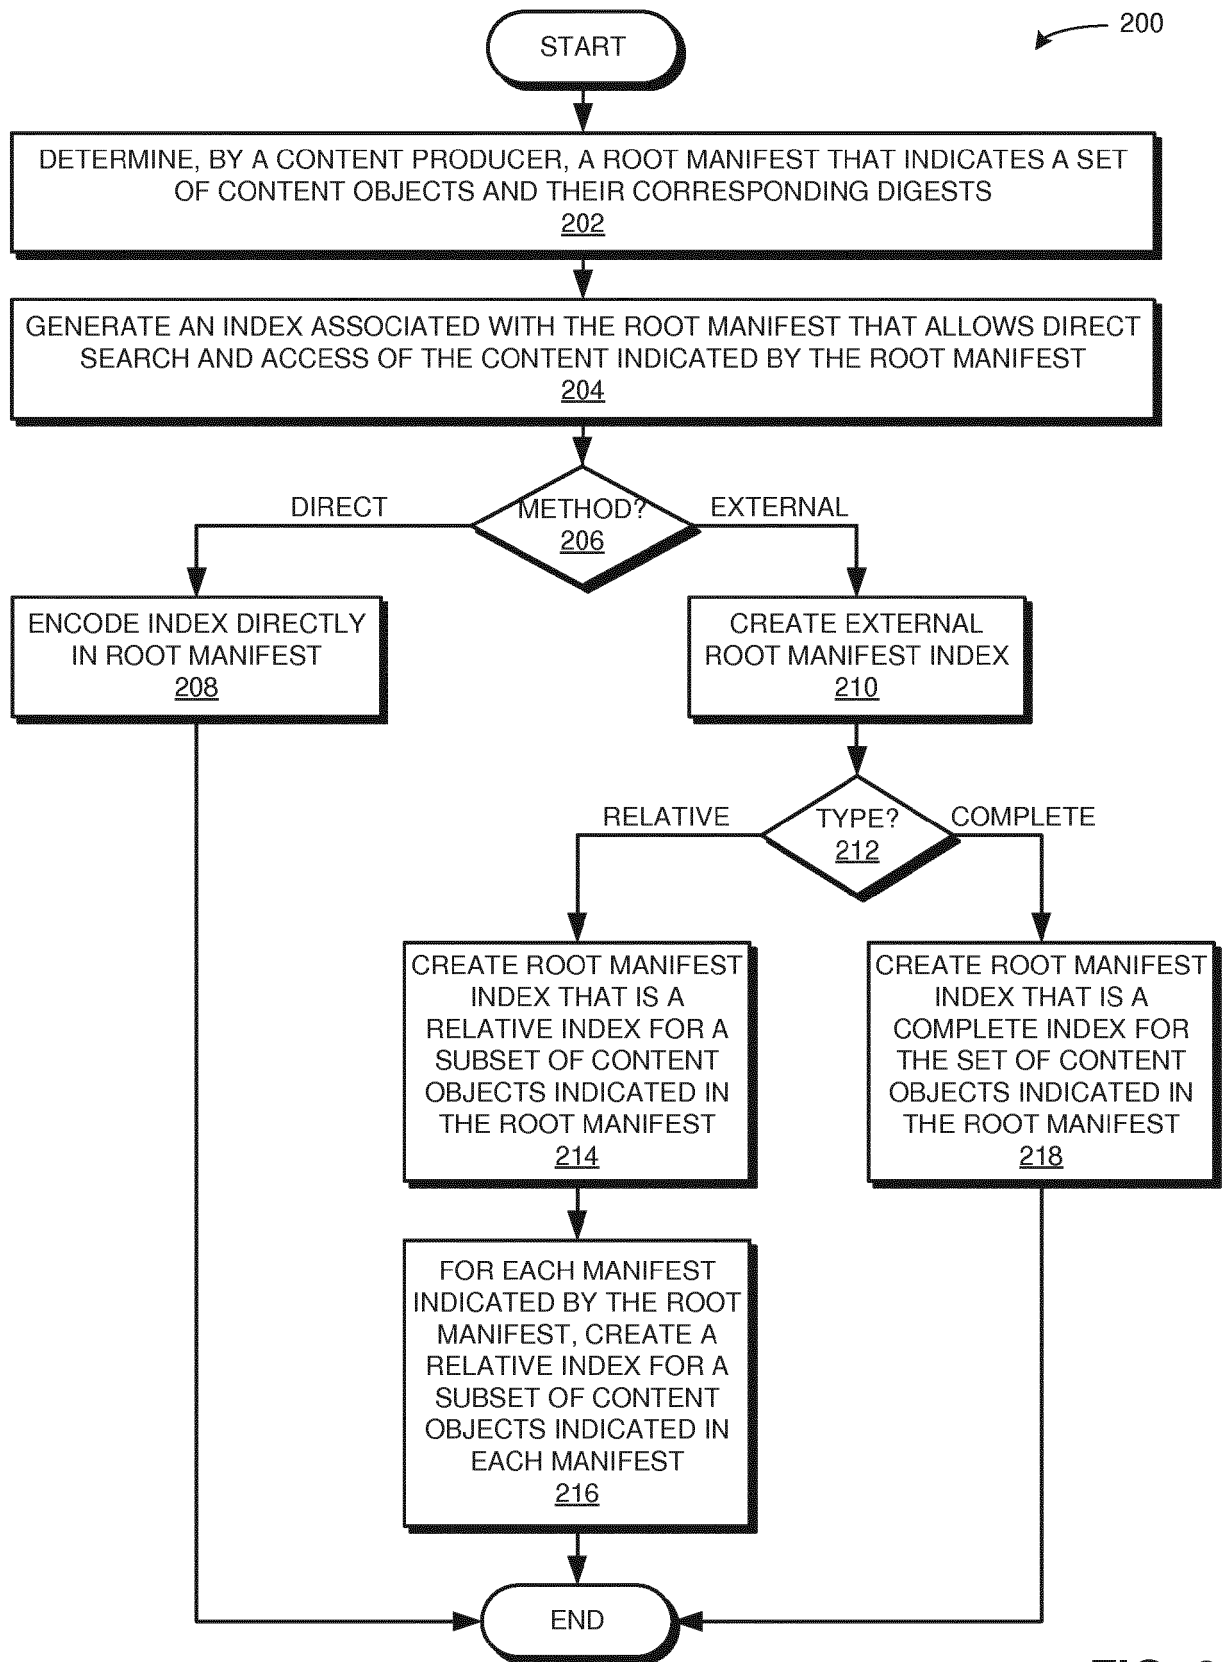 START
200
DETERMINE, BY A CONTENT PRODUCER, A ROOT MANIFEST THAT INDICATES A SET
OF CONTENT OBJECTS AND THEIR CORRESPONDING DIGESTS
202
GENERATE AN INDEX ASSOCIATED WITH THE ROOT MANIFEST THAT ALLOWS DIRECT
SEARCH AND ACCESS OF THE CONTENT INDICATED BY THE ROOT MANIFEST
204
DIRECT
METHOD?
206
EXTERNAL
ENCODE INDEX DIRECTLY
IN ROOT MANIFEST
208
CREATE EXTERNAL
ROOT MANIFEST INDEX
210
RELATIVE
TYPE?
212
COMPLETE
CREATE ROOT MANIFEST
INDEX THAT IS A
RELATIVE INDEX FOR A
SUBSET OF CONTENT
OBJECTS INDICATED IN
THE ROOT MANIFEST
214
CREATE ROOT MANIFEST
INDEX THAT IS A
COMPLETE INDEX FOR
THE SET OF CONTENT
OBJECTS INDICATED IN
THE ROOT MANIFEST
218
FOR EACH MANIFEST
INDICATED BY THE ROOT
MANIFEST, CREATE A
RELATIVE INDEX FOR A
SUBSET OF CONTENT
OBJECTS INDICATED IN
EACH MANIFEST
216
END